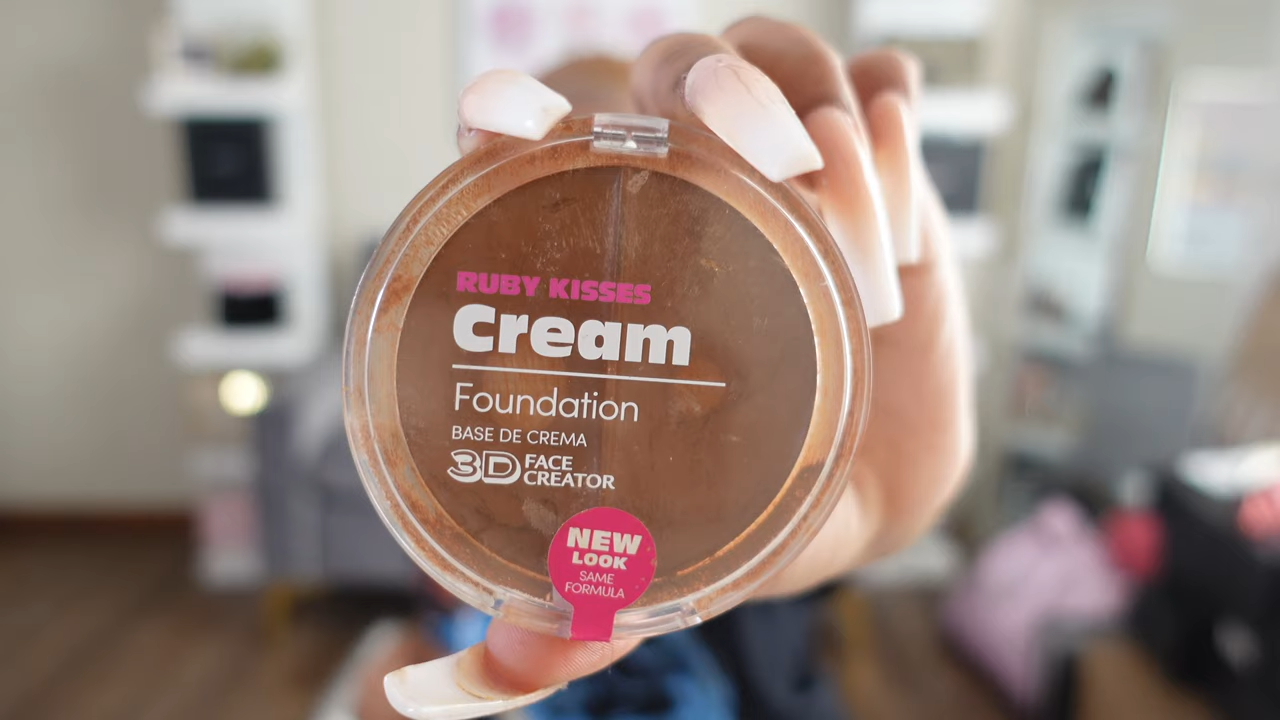 RUBY KISSES
Cream
Foundation
BASE DE CREMA
3D FACE
CREATOR
NEW
LOOK
SAME
FORMULA